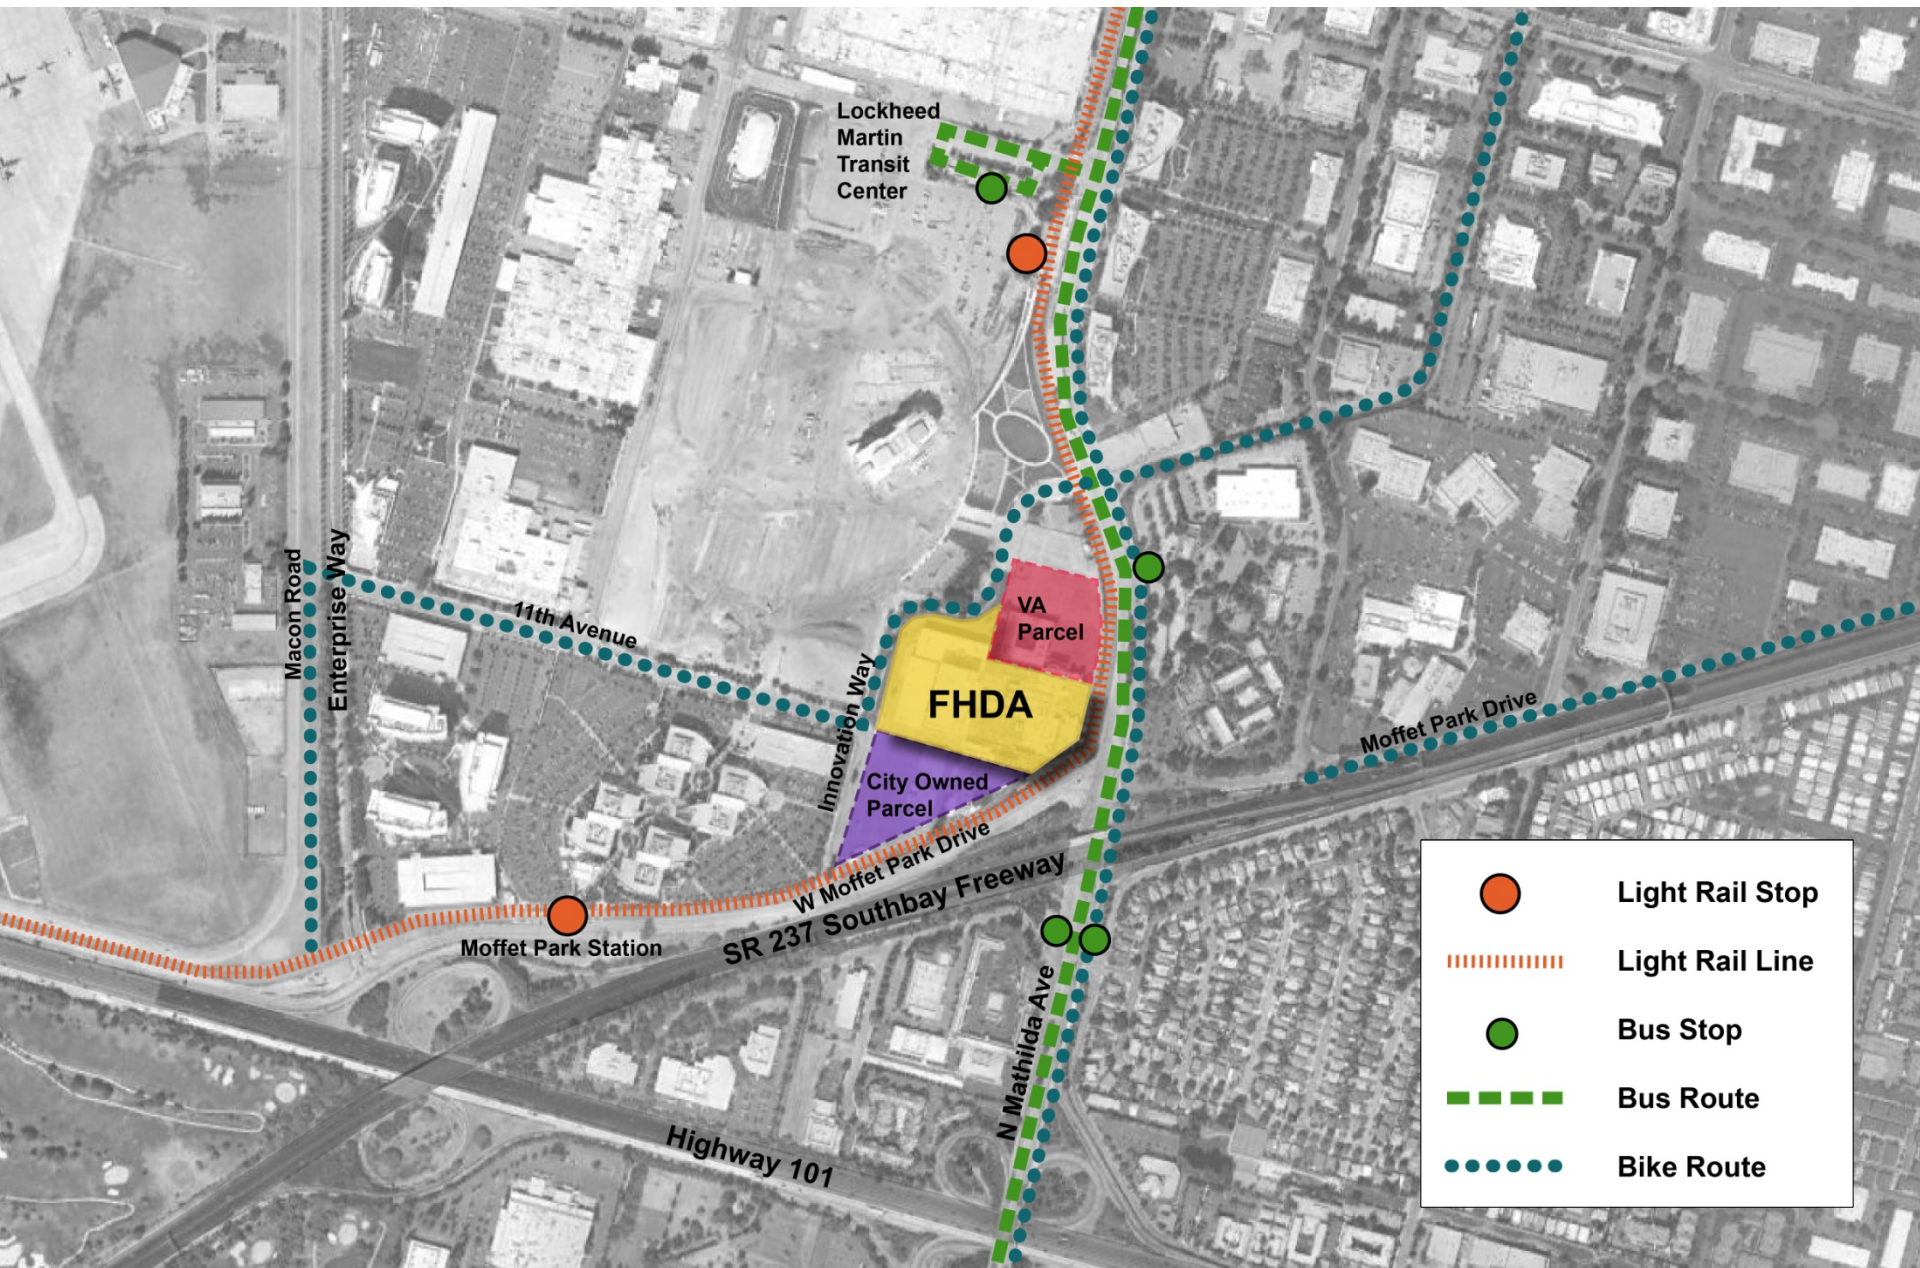 Lockheed
Martin
Transit
Center
Macon Road
Enterprise Way
11th Avenue
VA
Parcel
Innovation Way
FHDA
City Owned
Parcel
Moffet Park Drive
W Moffet Park Drive
SR 237 Southbay Freeway
Moffet Park Station
N Mathilda Ave
Highway 101
Light Rail Stop
Light Rail Line
Bus Stop
Bus Route
Bike Route